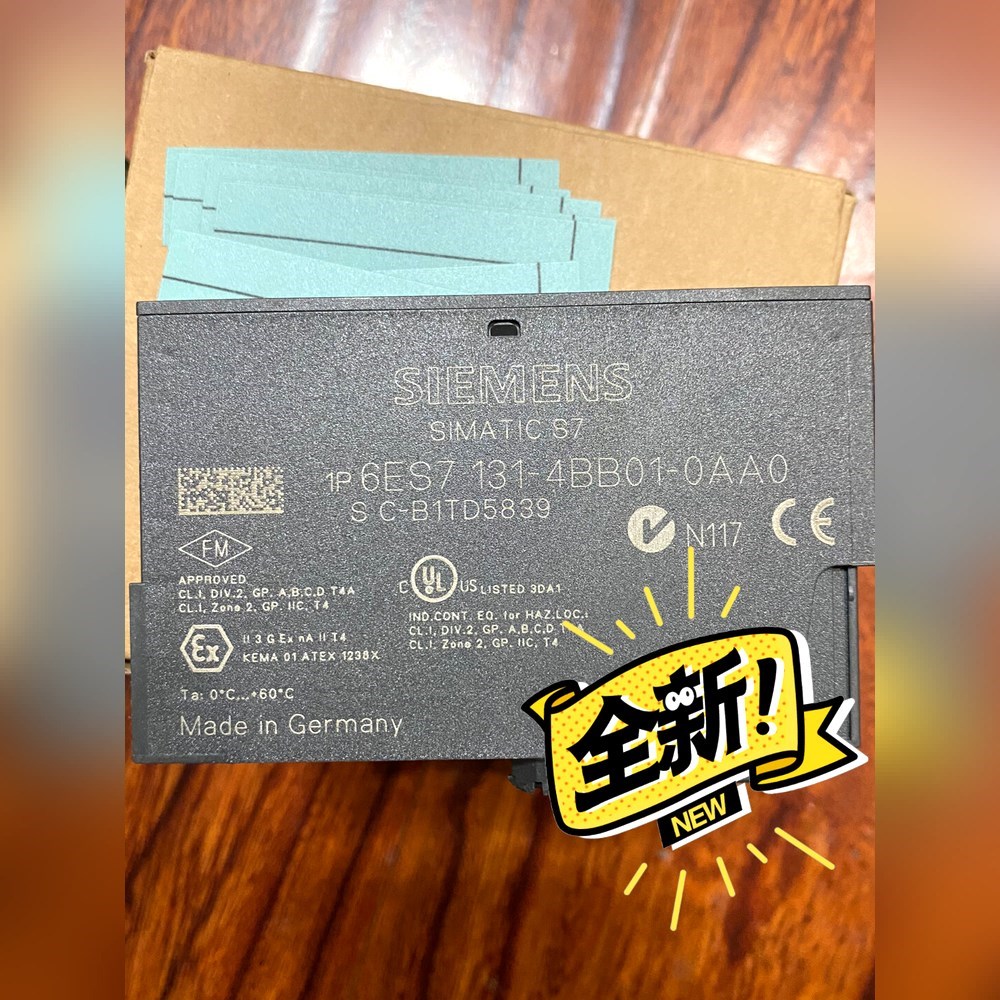 SIEMENS
SIMATIC S7
1P 6ES7 131-4BB01-0AA0
S C-B1TD5839
N117 CE
FM
APPROVED
CL.I, DIV.2, GP. A,B,C,D T4A
CL.I, Zone 2, GP. IIC, T4
C UL US LISTED 3DA1
IND.CONT. EQ. for HAZ.LOC.:
CL.I, DIV.2, GP. A,B,C,D T
CL.I, Zone 2, GP. IIC, T4
Ex II 3 G Ex nA II T4
KEMA 01 ATEX 1238X
Ta: 0°C...+60°C
Made in Germany
全新!
NEW